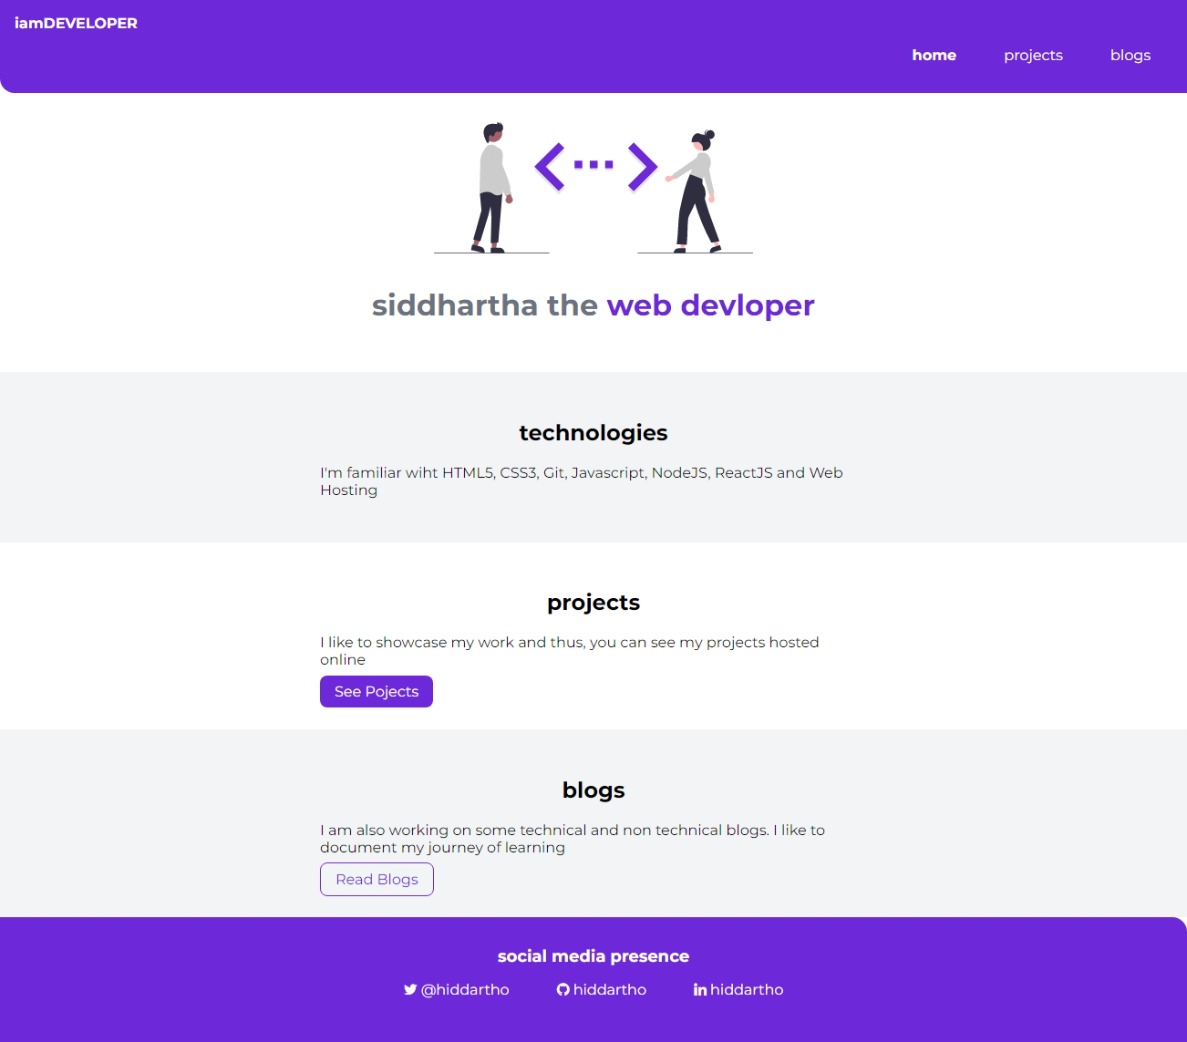 iamDEVELOPER
home projects blogs
siddhartha the web devloper
technologies
I'm familiar wiht HTML5, CSS3, Git, Javascript, NodeJS, ReactJS and Web
Hosting
projects
I like to showcase my work and thus, you can see my projects hosted
online
See Pojects
blogs
I am also working on some technical and non technical blogs. I like to
document my journey of learning
Read Blogs
social media presence
@hiddartho hiddartho hiddartho